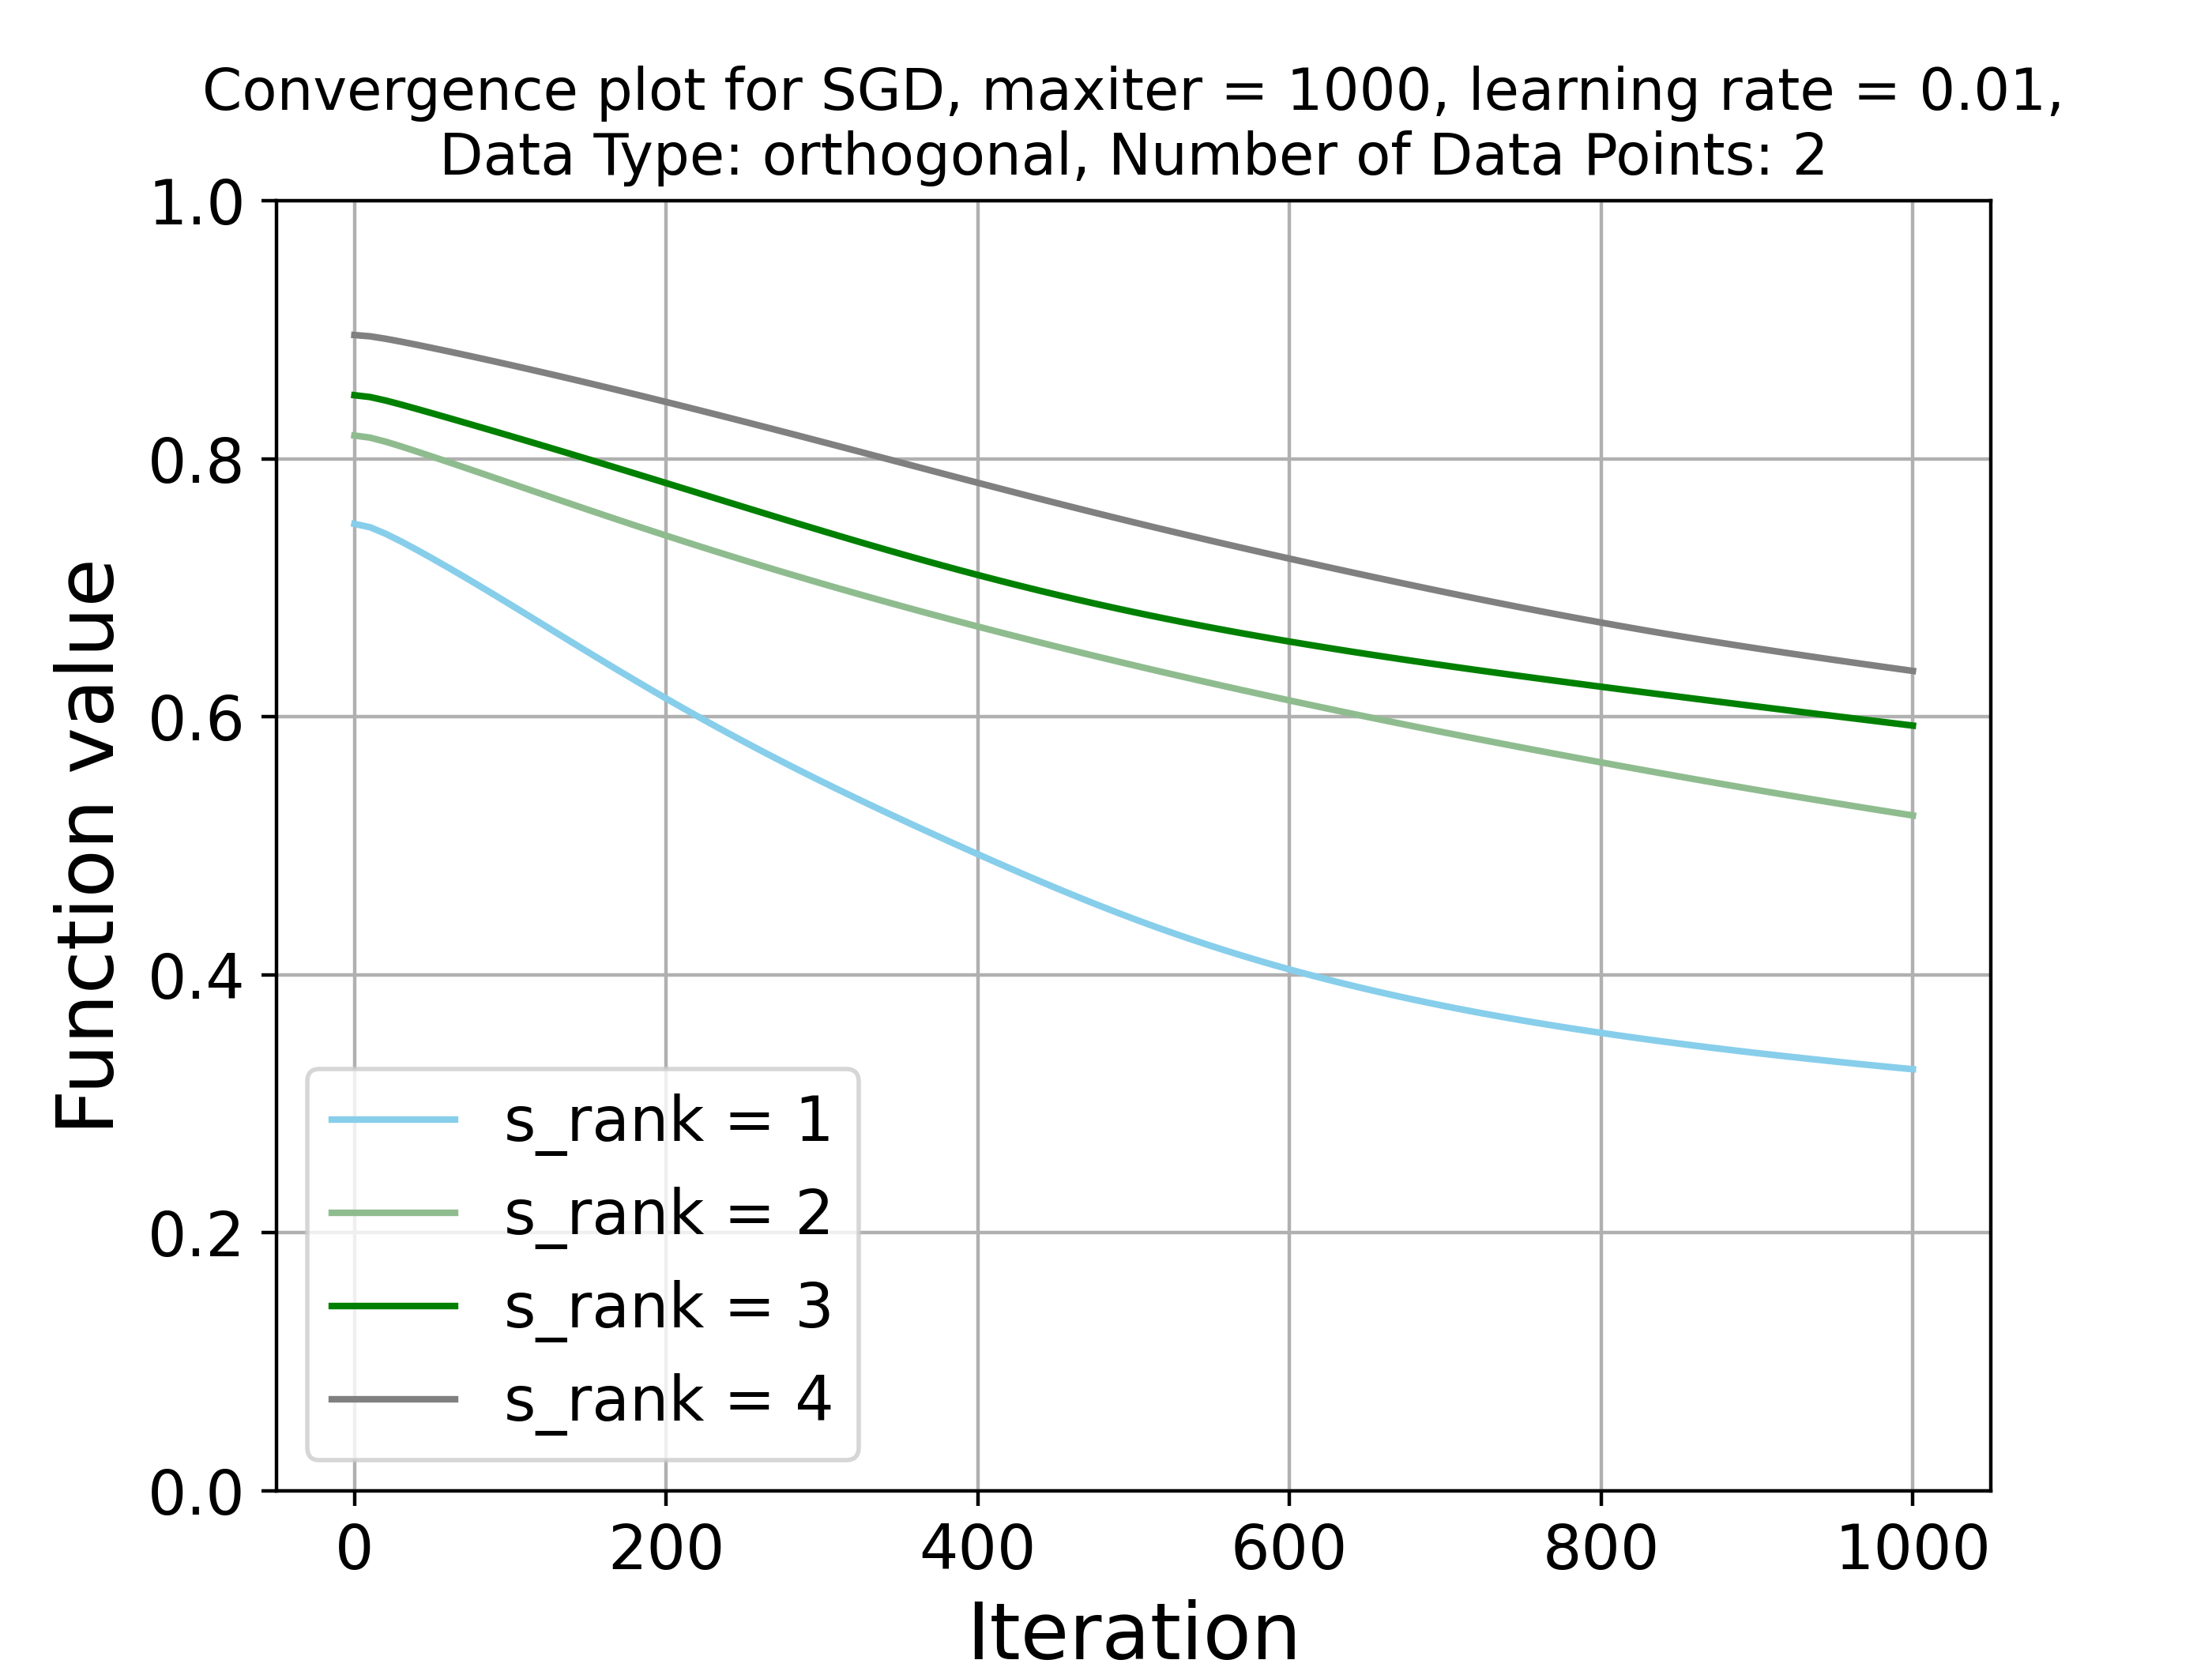 Convergence plot for SGD, maxiter = 1000, learning rate = 0.01,
Data Type: orthogonal, Number of Data Points: 2
1.0
0.8
0.6
0.4
0.2
0.0
Function value
s_rank = 1
s_rank = 2
s_rank = 3
s_rank = 4
0 200 400 600 800 1000
Iteration